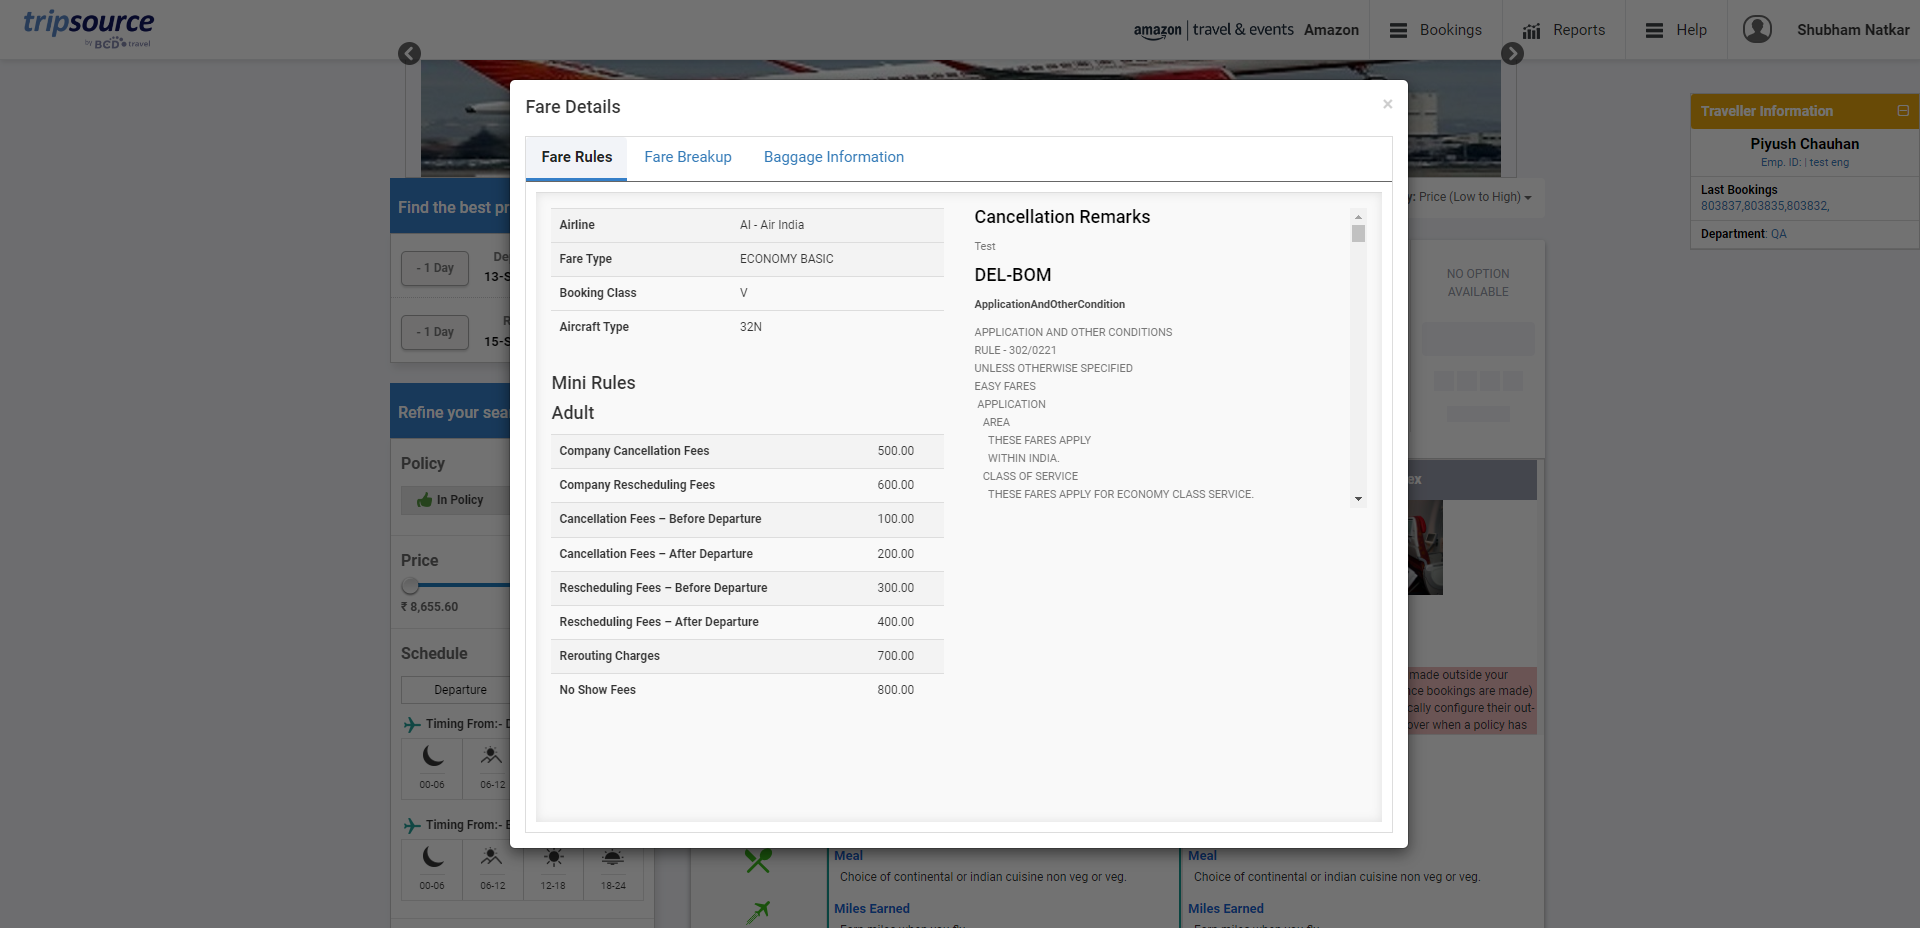 tripsource
by BCD travel
amazon travel & events Amazon
Bookings
Reports
Help
Shubham Natkar
Fare Details
×
Fare Rules
Fare Breakup
Baggage Information
Airline AI - Air India
Fare Type ECONOMY BASIC
Booking Class V
Aircraft Type 32N
Mini Rules
Adult
Company Cancellation Fees 500.00
Company Rescheduling Fees 600.00
Cancellation Fees – Before Departure 100.00
Cancellation Fees – After Departure 200.00
Rescheduling Fees – Before Departure 300.00
Rescheduling Fees – After Departure 400.00
Rerouting Charges 700.00
No Show Fees 800.00
Cancellation Remarks
Test
DEL-BOM
ApplicationAndOtherCondition
APPLICATION AND OTHER CONDITIONS
RULE - 302/0221
UNLESS OTHERWISE SPECIFIED
EASY FARES
APPLICATION
AREA
THESE FARES APPLY
WITHIN INDIA.
CLASS OF SERVICE
THESE FARES APPLY FOR ECONOMY CLASS SERVICE.
Traveller Information
Piyush Chauhan
Emp. ID: | test eng
Last Bookings
803837,803835,803832,
Department: QA
Find the best pr
- 1 Day
13-S
- 1 Day
15-S
Refine your sea
Policy
In Policy
Price
₹ 8,655.60
Schedule
Departure
Timing From:- D
00-06
06-12
Timing From:-
00-06
06-12
12-18
18-24
y: Price (Low to High)
NO OPTION
AVAILABLE
ex
made outside your
nce bookings are made)
cally configure their out-
over when a policy has
Meal
Choice of continental or indian cuisine non veg or veg.
Miles Earned
Meal
Choice of continental or indian cuisine non veg or veg.
Miles Earned